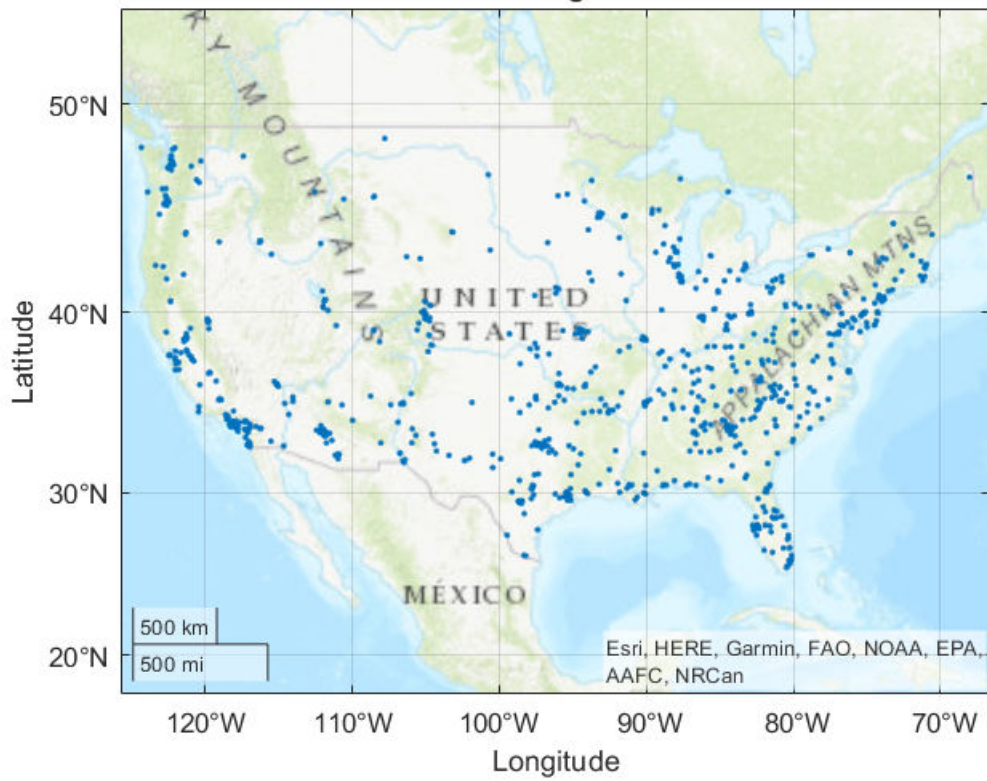 50°N
40°N
30°N
20°N
Latitude
KY MOUNTAINS
UNITED
STATES
APPALACHIAN MTNS
MÉXICO
500 km
500 mi
Esri, HERE, Garmin, FAO, NOAA, EPA,
AAFC, NRCan
120°W 110°W 100°W 90°W 80°W 70°W
Longitude